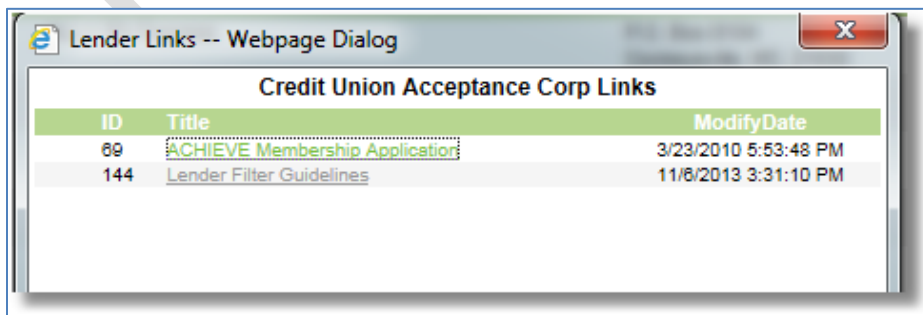 Lender Links -- Webpage Dialog
Credit Union Acceptance Corp Links
ID Title ModifyDate
69 ACHIEVE Membership Application 3/23/2010 5:53:48 PM
144 Lender Filter Guidelines 11/6/2013 3:31:10 PM